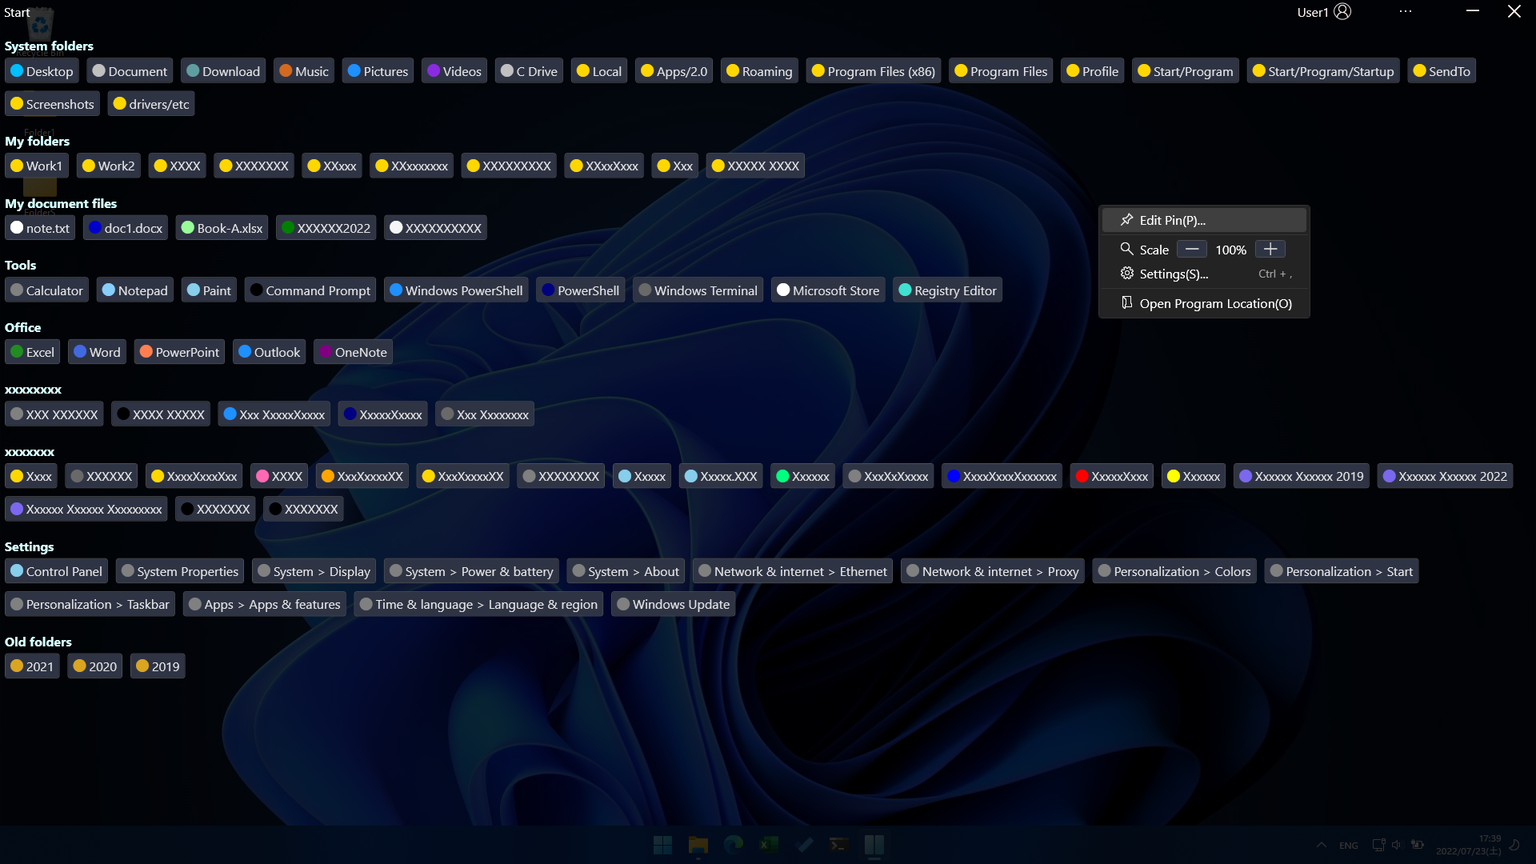 Start
User1
System folders
Desktop Document Download Music Pictures Videos C Drive Local Apps/2.0 Roaming Program Files (x86) Program Files Profile Start/Program Start/Program/Startup SendTo
Screenshots drivers/etc
My folders
Work1 Work2 XXXX XXXXXXX XXxxx XXxxxxxxx XXXXXXXXX XXxxXxxx Xxx XXXXX XXXX
My document files
note.txt doc1.docx Book-A.xlsx XXXXXX2022 XXXXXXXXXX
Edit Pin(P)...
Scale 100%
Settings(S)... Ctrl + ,
Open Program Location(O)
Tools
Calculator Notepad Paint Command Prompt Windows PowerShell PowerShell Windows Terminal Microsoft Store Registry Editor
Office
Excel Word PowerPoint Outlook OneNote
xxxxxxxx
XXX XXXXXX XXXX XXXXX Xxx XxxxxXxxxx XxxxxXxxxx Xxx Xxxxxxxx
xxxxxxx
Xxxx XXXXXX XxxxXxxxXxx XXXX XxxXxxxxXX XxxXxxxxXX XXXXXXXX Xxxxx Xxxxx.XXX Xxxxxx XxxXxXxxxx XxxxXxxxXxxxxxx XxxxxXxxx Xxxxxx Xxxxxx Xxxxxx 2019 Xxxxxx Xxxxxx 2022
Xxxxxx Xxxxxx Xxxxxxxxx XXXXXXX XXXXXXX
Settings
Control Panel System Properties System > Display System > Power & battery System > About Network & internet > Ethernet Network & internet > Proxy Personalization > Colors Personalization > Start
Personalization > Taskbar Apps > Apps & features Time & language > Language & region Windows Update
Old folders
2021 2020 2019
ENG
17:39
2022/07/23(土)